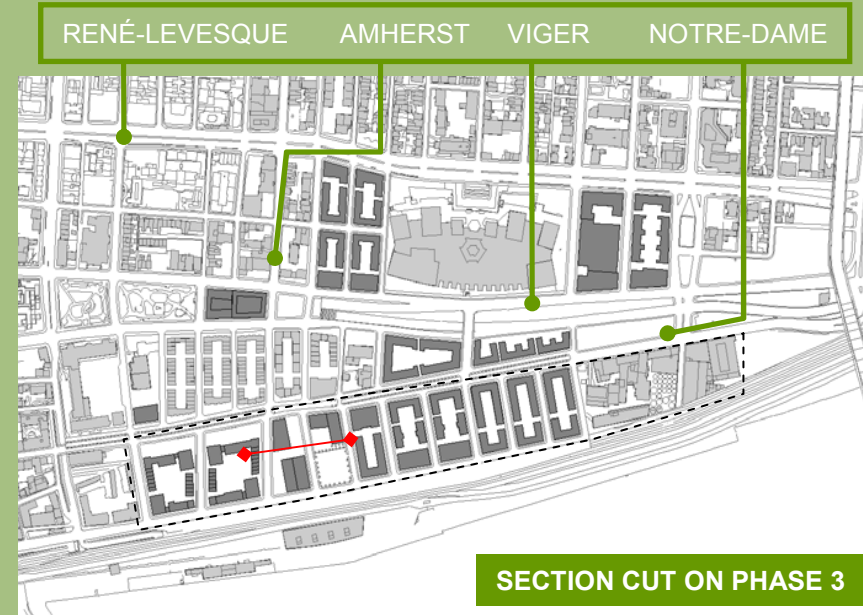 RENÉ-LEVESQUE AMHERST VIGER NOTRE-DAME
SECTION CUT ON PHASE 3